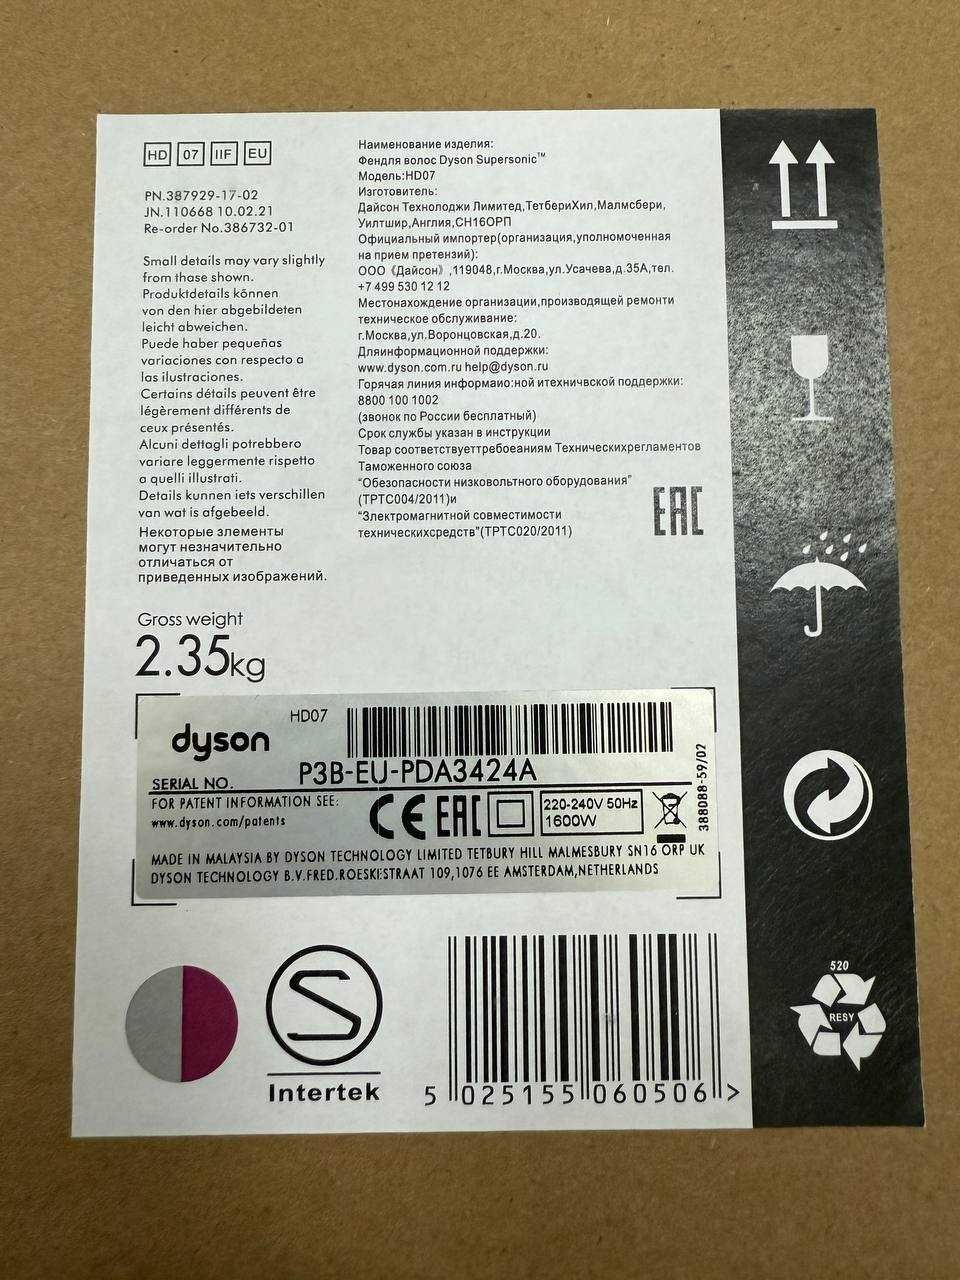 HD 07 IIF EU
PN.387929-17-02
JN.110668 10.02.21
Re-order No.386732-01
Small details may vary slightly
from those shown.
Produktdetails können
von den hier abgebildeten
leicht abweichen.
Puede haber pequeñas
variaciones con respecto a
las ilustraciones.
Certains détails peuvent être
légèrement différents de
ceux présentés.
Alcuni dettagli potrebbero
variare leggermente rispetto
a quelli illustrati.
Details kunnen iets verschillen
van wat is afgebeeld.
Некоторые элементы
могут незначительно
отличаться от
приведенных изображений.
Наименование изделия:
Фендля волос Dyson Supersonic™
Модель:HD07
Изготовитель:
Дайсон Технолоджи Лимитед,ТетбериХил,Малмсбери,
Уилтшир,Англия,СН16ОРП
Официальный импортер(организация,уполномоченная
на прием претензий):
ООО《Дайсон》,119048,г.Москва,ул.Усачева,д.35А,тел.
+7 499 530 12 12
Местонахождение организации,производящей ремонти
техническое обслуживание:
г.Москва,ул.Воронцовская,д.20.
Дляинформационной поддержки:
www.dyson.com.ru help@dyson.ru
Горячая линия информаио:ной итехничвской поддержки:
8800 100 1002
(звонок по России бесплатный)
Срок службы указан в инструкции
Товар соответствуеттребоеаниям Техническихрегламентов
Таможенного союза
“Обезопасности низковольтного оборудования”
(ТРТС004/2011)и
“Электромагнитной совместимости
техническихсредств”(ТРТС020/2011)
EAC
Gross weight
2.35kg
dyson
HD07
SERIAL NO.
P3B-EU-PDA3424A
FOR PATENT INFORMATION SEE:
www.dyson.com/patents
CE EAC
220-240V 50Hz
1600W
388088-59/02
MADE IN MALAYSIA BY DYSON TECHNOLOGY LIMITED TETBURY HILL MALMESBURY SN16 ORP UK
DYSON TECHNOLOGY B.V.FRED.ROESKI:STRAAT 109,1076 EE AMSTERDAM,NETHERLANDS
S
Intertek
5 025155 060506 >
520
RESY